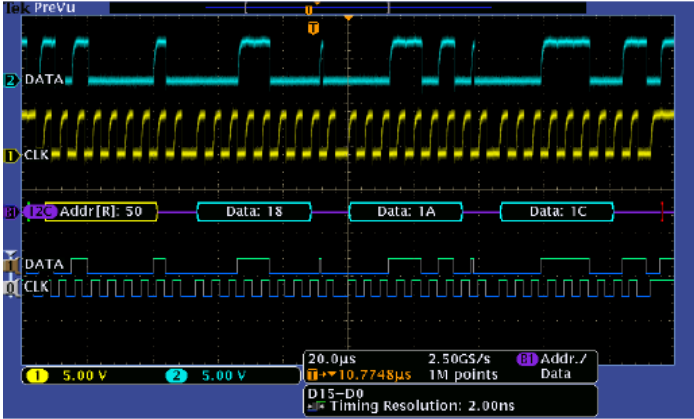 Tek PreVu
T
2 DATA
1 CLK
B1 I2C Addr[R]: 50 Data: 18 Data: 1A Data: 1C
1 DATA
0 CLK
1 5.00 V 2 5.00 V
20.0µs 2.50GS/s B1 Addr./
T→▼10.7748µs 1M points Data
D15-D0
Timing Resolution: 2.00ns